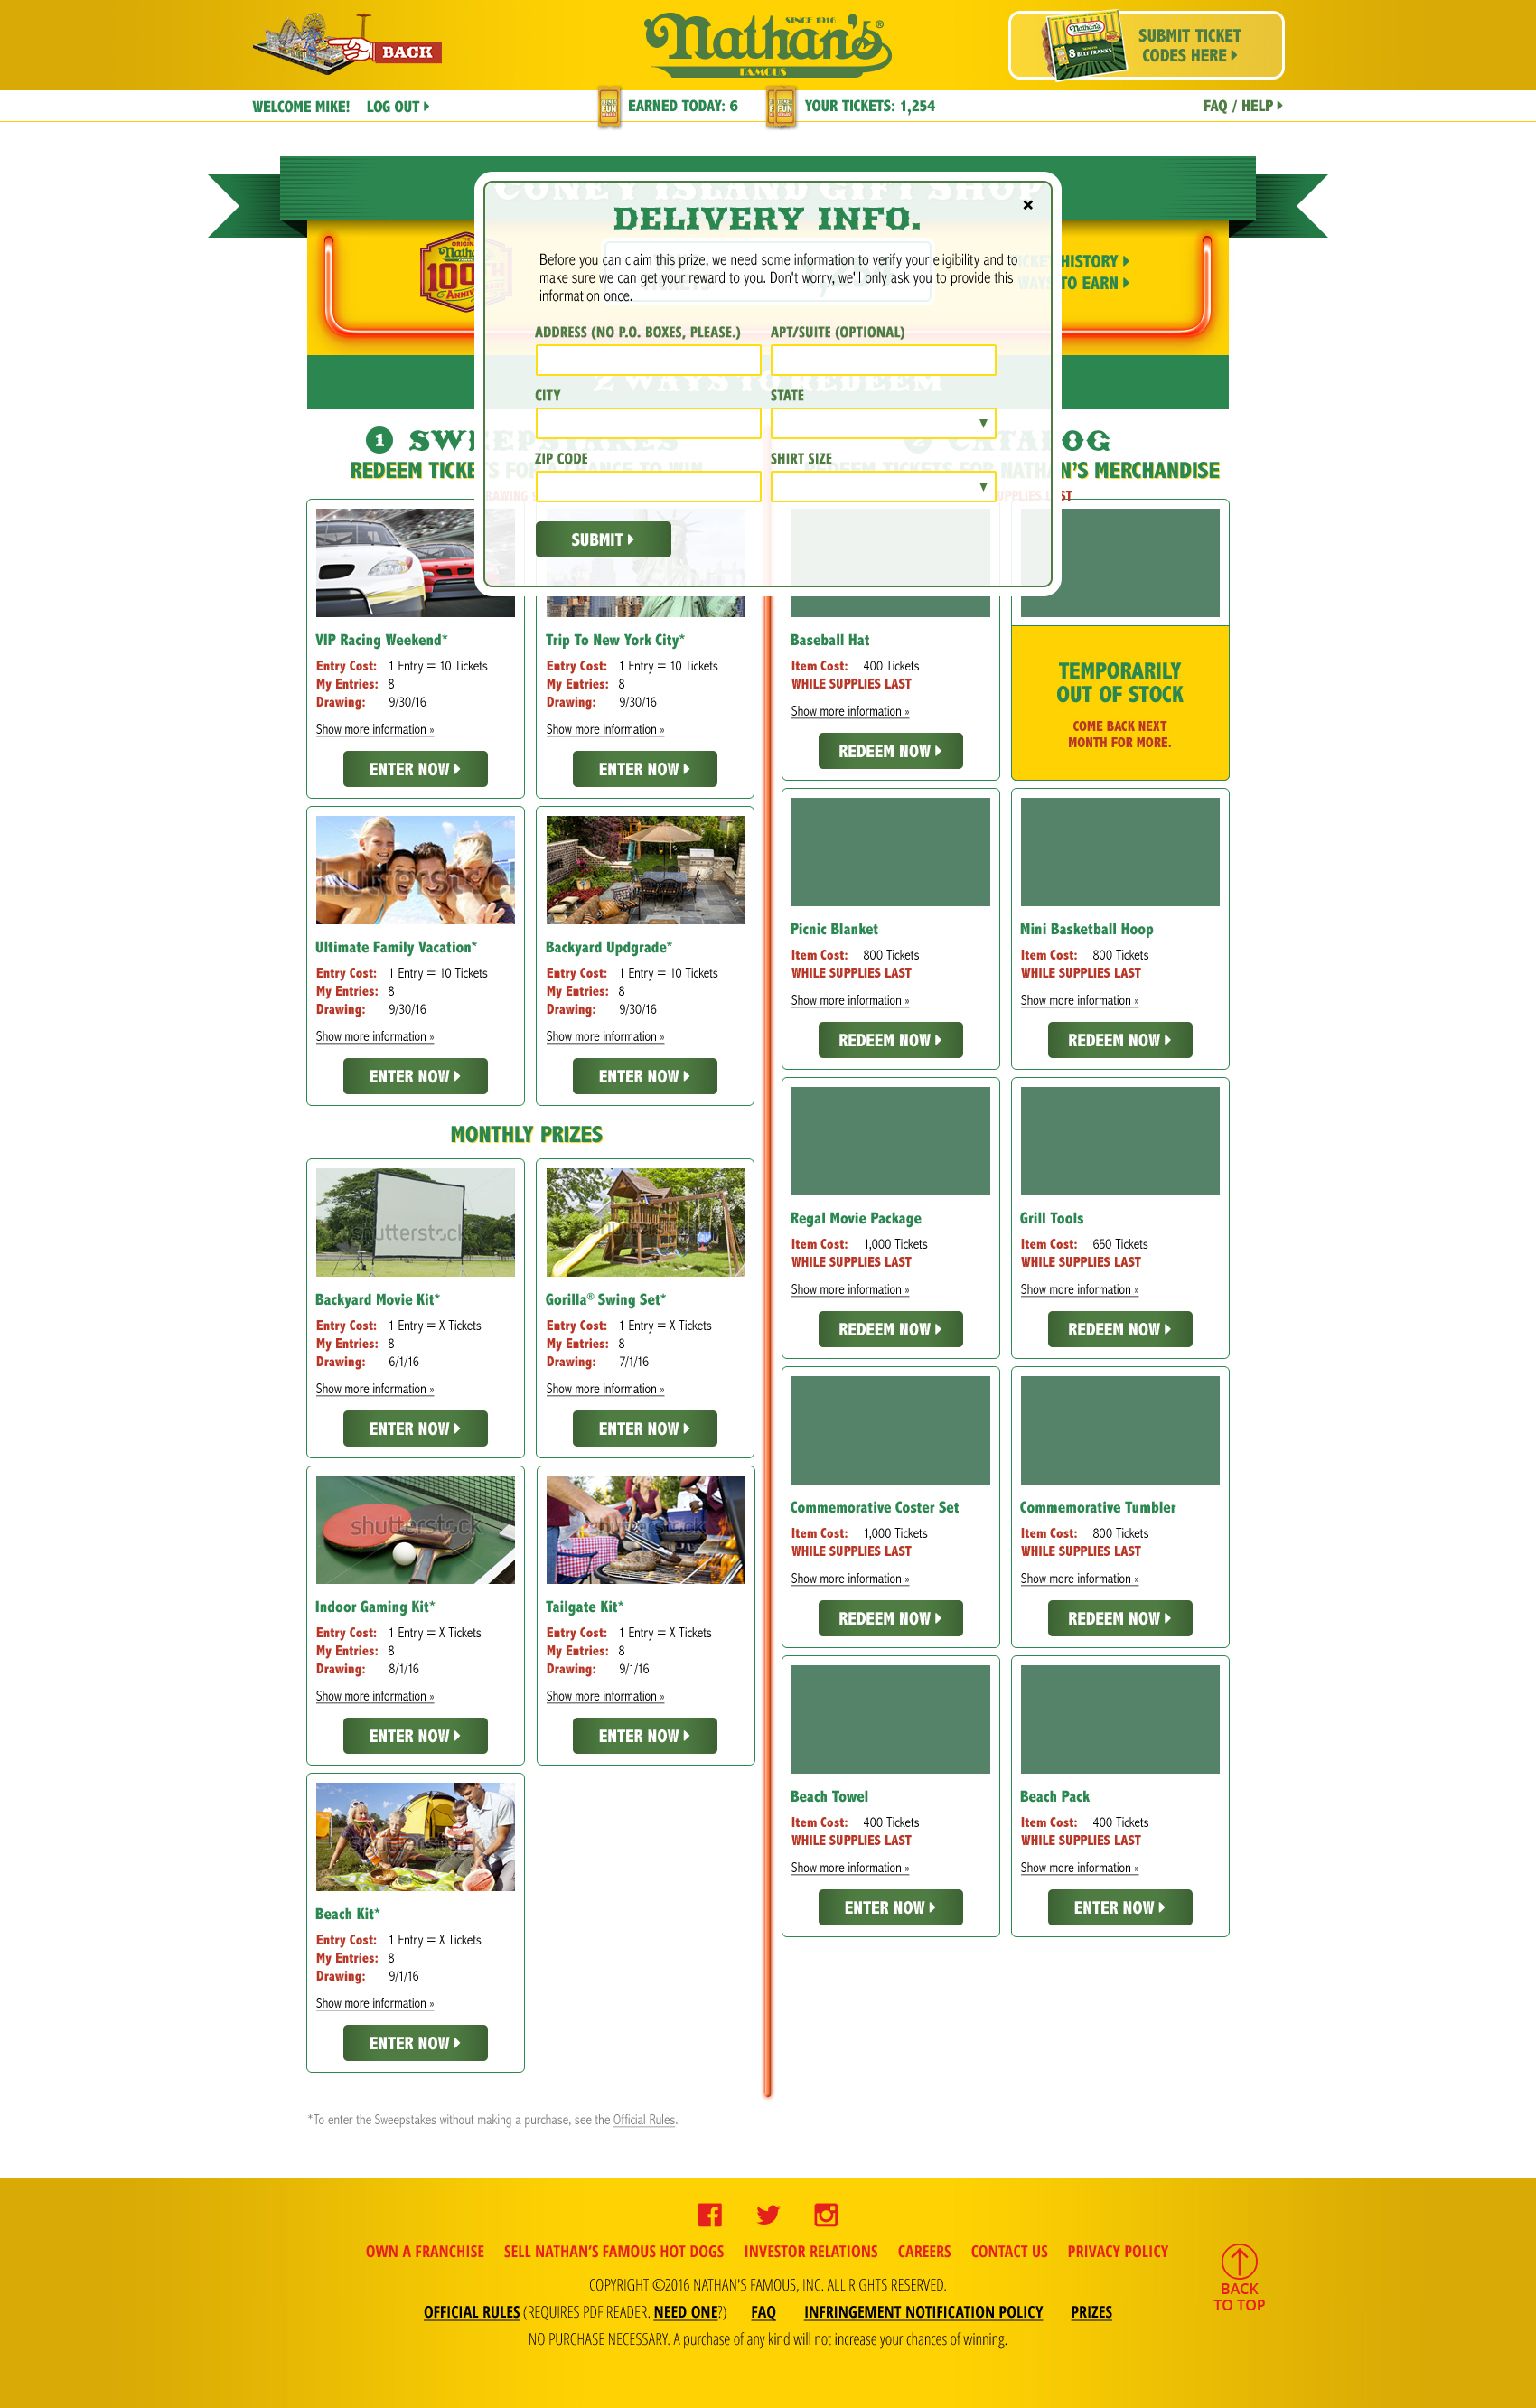 BACK
SINCE 1916
Nathan's®
FAMOUS
SUBMIT TICKET
CODES HERE
WELCOME MIKE! LOG OUT
EARNED TODAY: 6
YOUR TICKETS: 1,254
FAQ / HELP
CONEY ISLAND GIFT SHOP
DELIVERY INFO.
×
Before you can claim this prize, we need some information to verify your eligibility and to
make sure we can get your reward to you. Don't worry, we'll only ask you to provide this
information once.
HISTORY
WAYS TO EARN
ADDRESS (NO P.O. BOXES, PLEASE.)
APT/SUITE (OPTIONAL)
2 WAYS TO REDEEM
CITY
STATE
1 SWEEPSTAKES
2 CATALOG
ZIP CODE
SHIRT SIZE
REDEEM TICKETS FOR A CHANCE TO WIN
REDEEM TICKETS FOR NATHAN'S MERCHANDISE
SUPPLIES LAST
SUBMIT
VIP Racing Weekend*
Entry Cost: 1 Entry = 10 Tickets
My Entries: 8
Drawing: 9/30/16
Show more information »
ENTER NOW
Trip To New York City*
Entry Cost: 1 Entry = 10 Tickets
My Entries: 8
Drawing: 9/30/16
Show more information »
ENTER NOW
Ultimate Family Vacation*
Entry Cost: 1 Entry = 10 Tickets
My Entries: 8
Drawing: 9/30/16
Show more information »
ENTER NOW
Backyard Updgrade*
Entry Cost: 1 Entry = 10 Tickets
My Entries: 8
Drawing: 9/30/16
Show more information »
ENTER NOW
MONTHLY PRIZES
shutterstock
Backyard Movie Kit*
Entry Cost: 1 Entry = X Tickets
My Entries: 8
Drawing: 6/1/16
Show more information »
ENTER NOW
shutterstock
Gorilla® Swing Set*
Entry Cost: 1 Entry = X Tickets
My Entries: 8
Drawing: 7/1/16
Show more information »
ENTER NOW
shutterstock
Indoor Gaming Kit*
Entry Cost: 1 Entry = X Tickets
My Entries: 8
Drawing: 8/1/16
Show more information »
ENTER NOW
shutterstock
Tailgate Kit*
Entry Cost: 1 Entry = X Tickets
My Entries: 8
Drawing: 9/1/16
Show more information »
ENTER NOW
shutterstock
Beach Kit*
Entry Cost: 1 Entry = X Tickets
My Entries: 8
Drawing: 9/1/16
Show more information »
ENTER NOW
Baseball Hat
Item Cost: 400 Tickets
WHILE SUPPLIES LAST
Show more information »
REDEEM NOW
TEMPORARILY
OUT OF STOCK
COME BACK NEXT
MONTH FOR MORE.
Picnic Blanket
Item Cost: 800 Tickets
WHILE SUPPLIES LAST
Show more information »
REDEEM NOW
Mini Basketball Hoop
Item Cost: 800 Tickets
WHILE SUPPLIES LAST
Show more information »
REDEEM NOW
Regal Movie Package
Item Cost: 1,000 Tickets
WHILE SUPPLIES LAST
Show more information »
REDEEM NOW
Grill Tools
Item Cost: 650 Tickets
WHILE SUPPLIES LAST
Show more information »
REDEEM NOW
Commemorative Coster Set
Item Cost: 1,000 Tickets
WHILE SUPPLIES LAST
Show more information »
REDEEM NOW
Commemorative Tumbler
Item Cost: 800 Tickets
WHILE SUPPLIES LAST
Show more information »
REDEEM NOW
Beach Towel
Item Cost: 400 Tickets
WHILE SUPPLIES LAST
Show more information »
ENTER NOW
Beach Pack
Item Cost: 400 Tickets
WHILE SUPPLIES LAST
Show more information »
ENTER NOW
*To enter the Sweepstakes without making a purchase, see the Official Rules.
OWN A FRANCHISE SELL NATHAN'S FAMOUS HOT DOGS INVESTOR RELATIONS CAREERS CONTACT US PRIVACY POLICY
COPYRIGHT ©2016 NATHAN'S FAMOUS, INC. ALL RIGHTS RESERVED.
OFFICIAL RULES (REQUIRES PDF READER. NEED ONE?) FAQ INFRINGEMENT NOTIFICATION POLICY PRIZES
NO PURCHASE NECESSARY. A purchase of any kind will not increase your chances of winning.
BACK
TO TOP